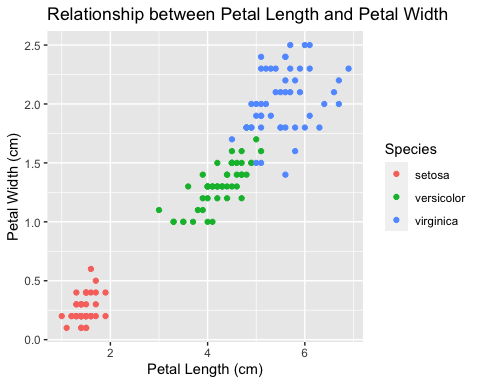 Relationship between Petal Length and Petal Width
2.5
2.0
1.5
1.0
0.5
0.0
Petal Width (cm)
2 4 6
Petal Length (cm)
Species
setosa
versicolor
virginica